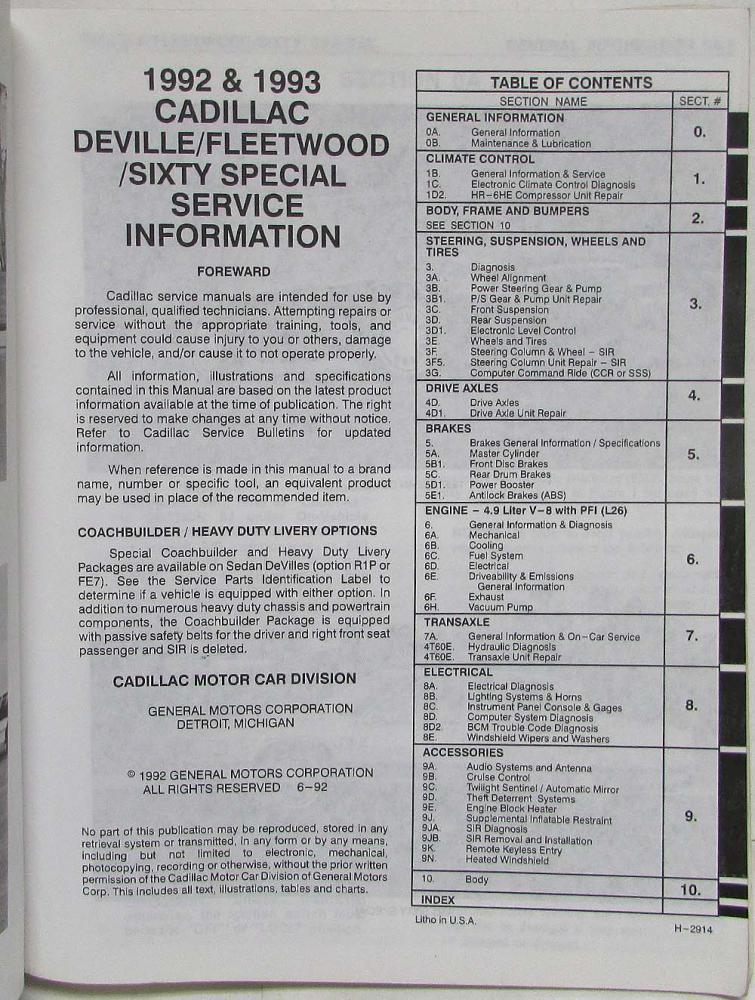 1992 & 1993
CADILLAC
DEVILLE/FLEETWOOD
/SIXTY SPECIAL
SERVICE
INFORMATION
FOREWARD
Cadillac service manuals are intended for use by
professional, qualified technicians. Attempting repairs or
service without the appropriate training, tools, and
equipment could cause injury to you or others, damage
to the vehicle, and/or cause it to not operate properly.
All information, illustrations and specifications
contained in this Manual are based on the latest product
information available at the time of publication. The right
is reserved to make changes at any time without notice.
Refer to Cadillac Service Bulletins for updated
information.
When reference is made in this manual to a brand
name, number or specific tool, an equivalent product
may be used in place of the recommended item.
COACHBUILDER / HEAVY DUTY LIVERY OPTIONS
Special Coachbuilder and Heavy Duty Livery
Packages are available on Sedan DeVilles (option R1P or
FE7). See the Service Parts Identification Label to
determine if a vehicle is equipped with either option. In
addition to numerous heavy duty chassis and powertrain
components, the Coachbuilder Package is equipped
with passive safety belts for the driver and right front seat
passenger and SIR is deleted.
CADILLAC MOTOR CAR DIVISION
GENERAL MOTORS CORPORATION
DETROIT, MICHIGAN
© 1992 GENERAL MOTORS CORPORATION
ALL RIGHTS RESERVED 6-92
No part of this publication may be reproduced, stored in any
retrieval system or transmitted, in any form or by any means,
including but not limited to electronic, mechanical,
photocopying, recording or otherwise, without the prior written
permission of the Cadillac Motor Car Division of General Motors
Corp. This includes all text, illustrations, tables and charts.
TABLE OF CONTENTS
SECTION NAME SECT. #
GENERAL INFORMATION
0A. General Information 0.
0B. Maintenance & Lubrication
CLIMATE CONTROL
1B. General Information & Service
1C. Electronic Climate Control Diagnosis 1.
1D2. HR-6HE Compressor Unit Repair
BODY, FRAME AND BUMPERS 2.
SEE SECTION 10
STEERING, SUSPENSION, WHEELS AND
TIRES
3. Diagnosis
3A. Wheel Alignment
3B. Power Steering Gear & Pump
3B1. P/S Gear & Pump Unit Repair 3.
3C. Front Suspension
3D. Rear Suspension
3D1. Electronic Level Control
3E Wheels and Tires
3F. Steering Column & Wheel – SIR
3F5. Steering Column Unit Repair – SIR
3G. Computer Command Ride (CCR or SSS)
DRIVE AXLES 4.
4D. Drive Axles
4D1. Drive Axle Unit Repair
BRAKES
5. Brakes General Information / Specifications
5A. Master Cylinder 5.
5B1. Front Disc Brakes
5C. Rear Drum Brakes
5D1. Power Booster
5E1. Antilock Brakes (ABS)
ENGINE – 4.9 Liter V–8 with PFI (L26)
6. General Information & Diagnosis
6A. Mechanical
6B. Cooling
6C. Fuel System 6.
6D. Electrical
6E. Driveability & Emissions
General Information
6F. Exhaust
6H. Vacuum Pump
TRANSAXLE
7A. General Information & On–Car Service 7.
4T60E. Hydraulic Diagnosis
4T60E. Transaxle Unit Repair
ELECTRICAL
8A. Electrical Diagnosis
8B. Lighting Systems & Horns
8C. Instrument Panel Console & Gages 8.
8D. Computer System Diagnosis
8D2. BCM Trouble Code Diagnosis
8E. Windshield Wipers and Washers
ACCESSORIES
9A. Audio Systems and Antenna
9B. Cruise Control
9C. Twilight Sentinel / Automatic Mirror
9D. Theft Deterrent Systems
9E. Engine Block Heater
9J. Supplemental Inflatable Restraint 9.
9JA. SIR Diagnosis
9JB. SIR Removal and Installation
9K. Remote Keyless Entry
9N. Heated Windshield
10. Body 10.
INDEX
Litho in U.S.A.
H–2914